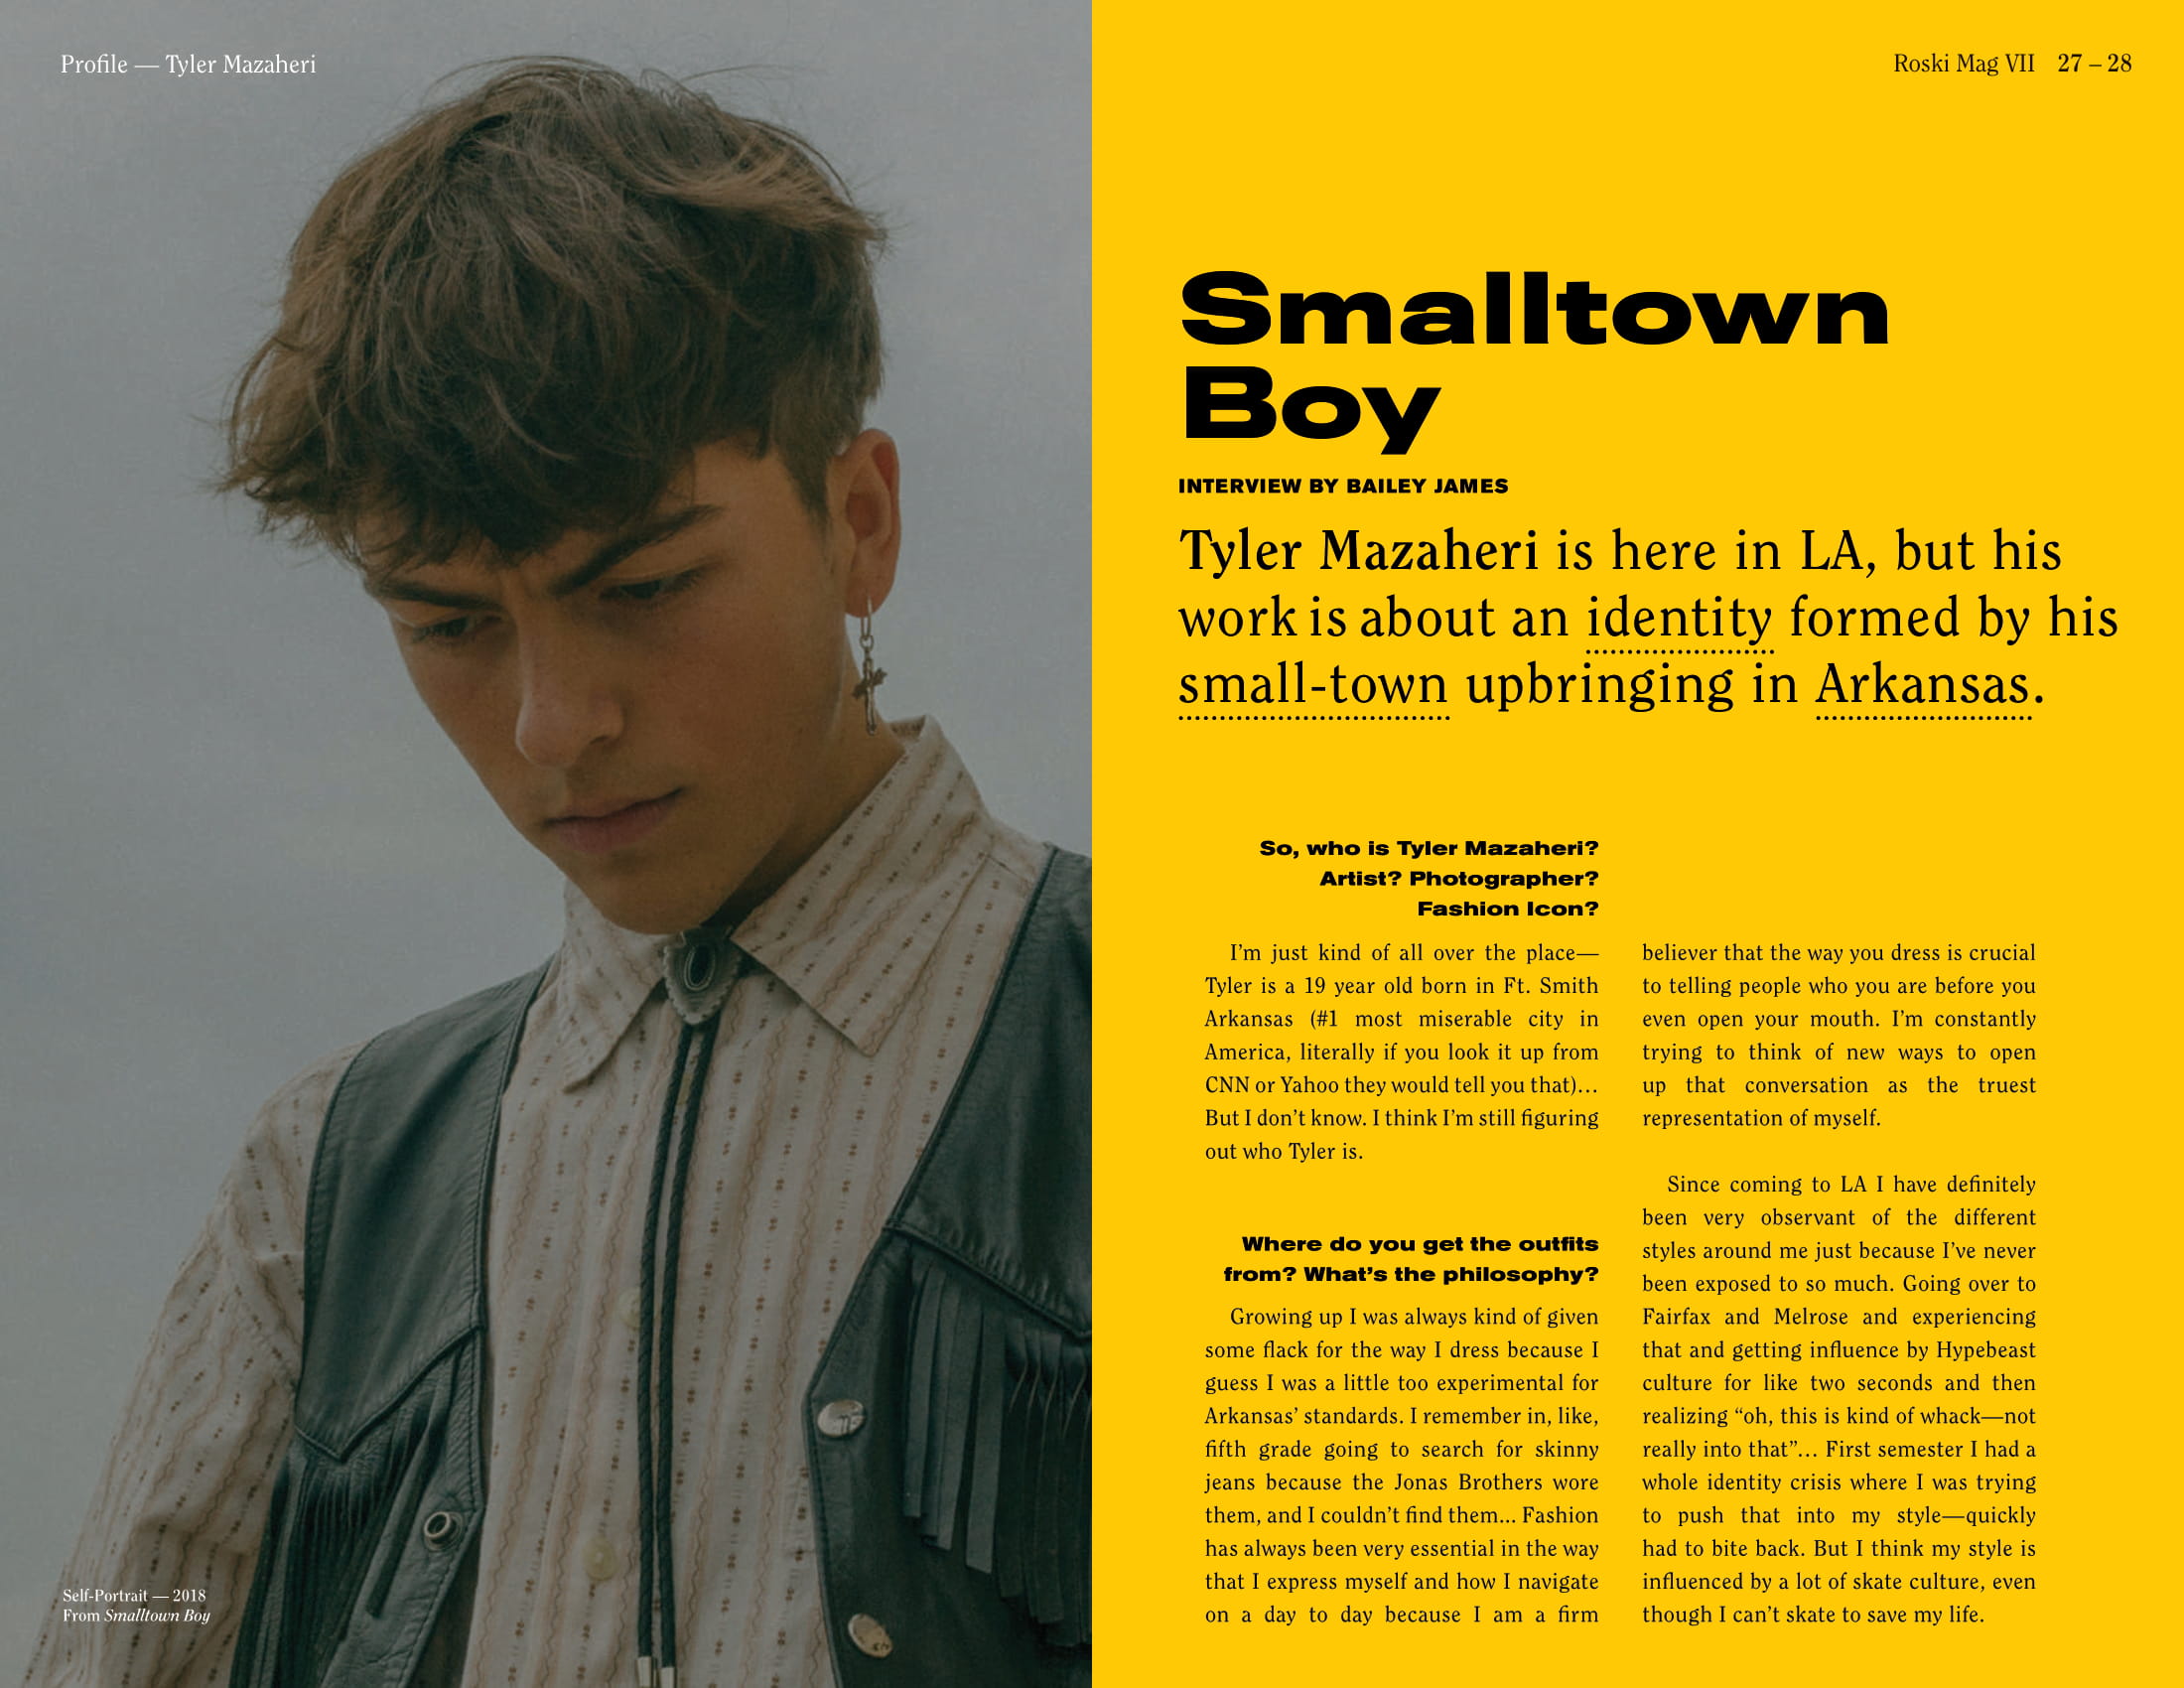 Profile — Tyler Mazaheri
Roski Mag VII 27 – 28
Smalltown
Boy
INTERVIEW BY BAILEY JAMES
Tyler Mazaheri is here in LA, but his
work is about an identity formed by his
small-town upbringing in Arkansas.
So, who is Tyler Mazaheri?
Artist? Photographer?
Fashion Icon?
I’m just kind of all over the place—
Tyler is a 19 year old born in Ft. Smith
Arkansas (#1 most miserable city in
America, literally if you look it up from
CNN or Yahoo they would tell you that)…
But I don’t know. I think I’m still figuring
out who Tyler is.
Where do you get the outfits
from? What’s the philosophy?
Growing up I was always kind of given
some flack for the way I dress because I
guess I was a little too experimental for
Arkansas’ standards. I remember in, like,
fifth grade going to search for skinny
jeans because the Jonas Brothers wore
them, and I couldn’t find them... Fashion
has always been very essential in the way
that I express myself and how I navigate
on a day to day because I am a firm
believer that the way you dress is crucial
to telling people who you are before you
even open your mouth. I’m constantly
trying to think of new ways to open
up that conversation as the truest
representation of myself.
Since coming to LA I have definitely
been very observant of the different
styles around me just because I’ve never
been exposed to so much. Going over to
Fairfax and Melrose and experiencing
that and getting influence by Hypebeast
culture for like two seconds and then
realizing “oh, this is kind of whack—not
really into that”… First semester I had a
whole identity crisis where I was trying
to push that into my style—quickly
had to bite back. But I think my style is
influenced by a lot of skate culture, even
though I can’t skate to save my life.
Self-Portrait — 2018
From Smalltown Boy